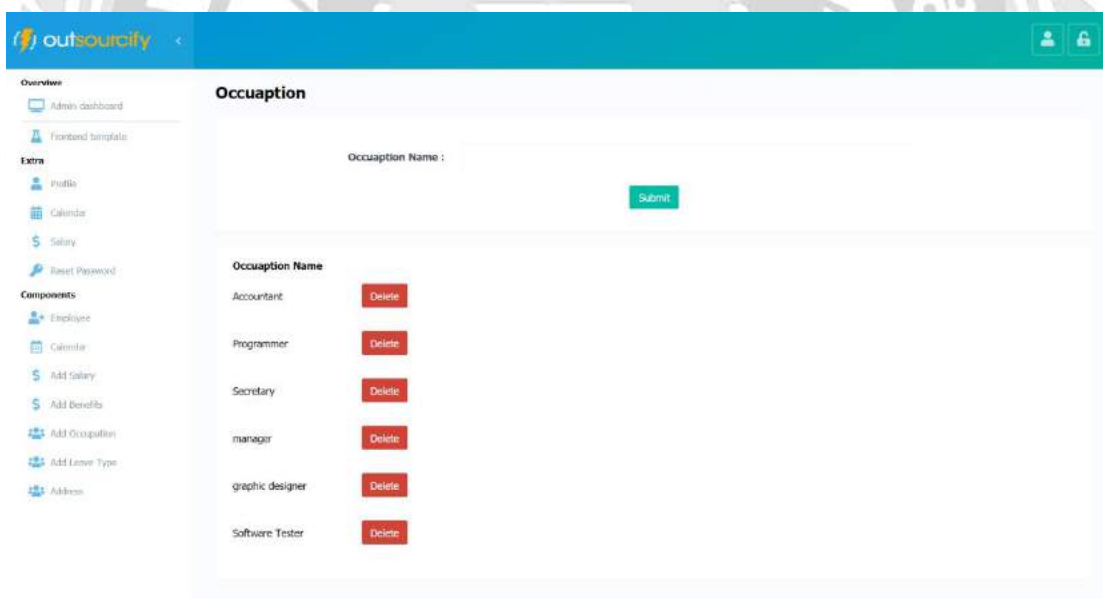 outsourcify
Overviwe
Admin dashboard
Frontend template
Extra
Profile
Calendar
Salary
Reset Password
Components
Employee
Calendar
Add Salary
Add Benefits
Add Occupation
Add Leave Type
Address
Occuaption
Occuaption Name :
Submit
Occuaption Name
Accountant Delete
Programmer Delete
Secretary Delete
manager Delete
graphic designer Delete
Software Tester Delete